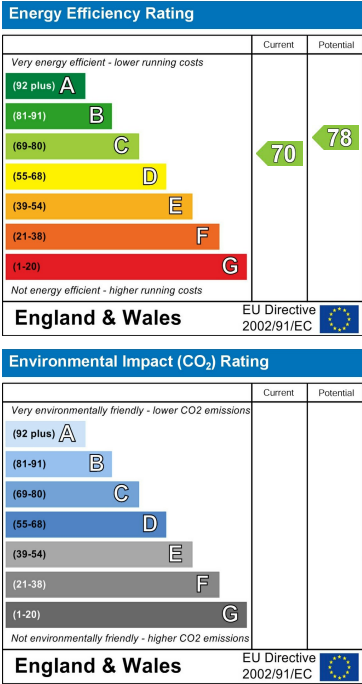 Energy Efficiency Rating
Current Potential
Very energy efficient - lower running costs
(92 plus) A
(81-91) B
(69-80) C
(55-68) D
(39-54) E
(21-38) F
(1-20) G
70
78
Not energy efficient - higher running costs
England & Wales
EU Directive
2002/91/EC
Environmental Impact (CO₂) Rating
Current Potential
Very environmentally friendly - lower CO2 emissions
(92 plus) A
(81-91) B
(69-80) C
(55-68) D
(39-54) E
(21-38) F
(1-20) G
Not environmentally friendly - higher CO2 emissions
England & Wales
EU Directive
2002/91/EC